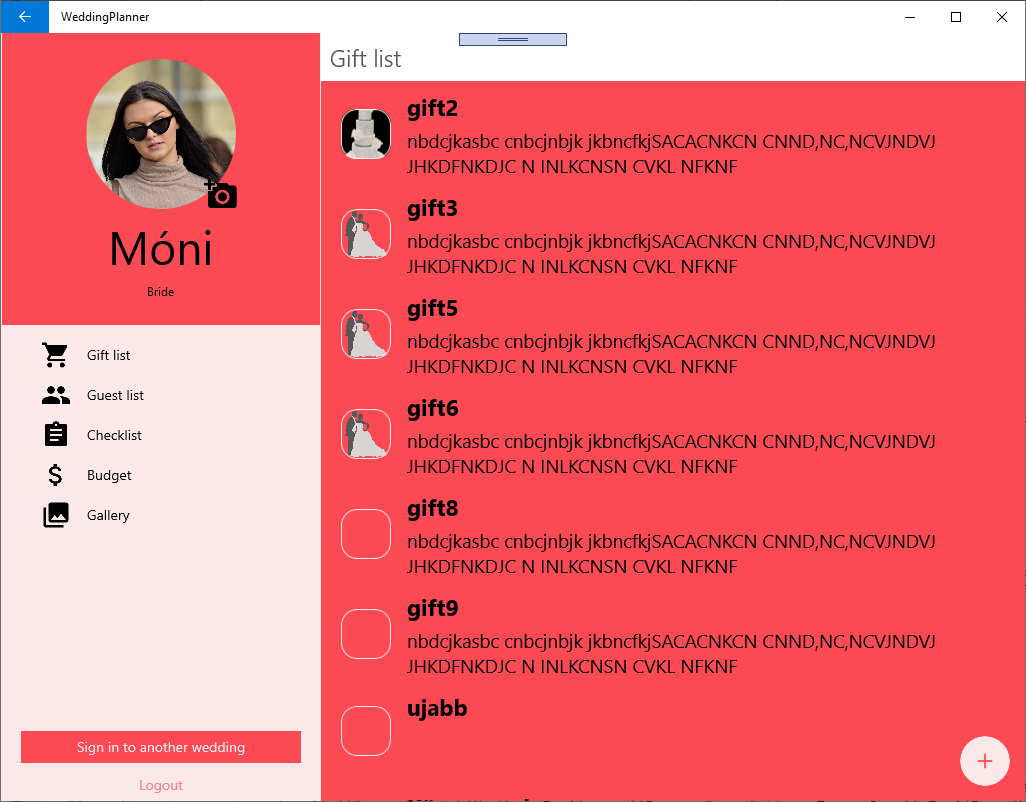 WeddingPlanner
Gift list
Móni
Bride
Gift list
Guest list
Checklist
Budget
Gallery
Sign in to another wedding
Logout
gift2
nbdcjkasbc cnbcjnbjk jkbncfkjSACACNKCN CNND,NC,NCVJNDVJ
JHKDFNKDJC N INLKCNSN CVKL NFKNF
gift3
nbdcjkasbc cnbcjnbjk jkbncfkjSACACNKCN CNND,NC,NCVJNDVJ
JHKDFNKDJC N INLKCNSN CVKL NFKNF
gift5
nbdcjkasbc cnbcjnbjk jkbncfkjSACACNKCN CNND,NC,NCVJNDVJ
JHKDFNKDJC N INLKCNSN CVKL NFKNF
gift6
nbdcjkasbc cnbcjnbjk jkbncfkjSACACNKCN CNND,NC,NCVJNDVJ
JHKDFNKDJC N INLKCNSN CVKL NFKNF
gift8
nbdcjkasbc cnbcjnbjk jkbncfkjSACACNKCN CNND,NC,NCVJNDVJ
JHKDFNKDJC N INLKCNSN CVKL NFKNF
gift9
nbdcjkasbc cnbcjnbjk jkbncfkjSACACNKCN CNND,NC,NCVJNDVJ
JHKDFNKDJC N INLKCNSN CVKL NFKNF
ujabb